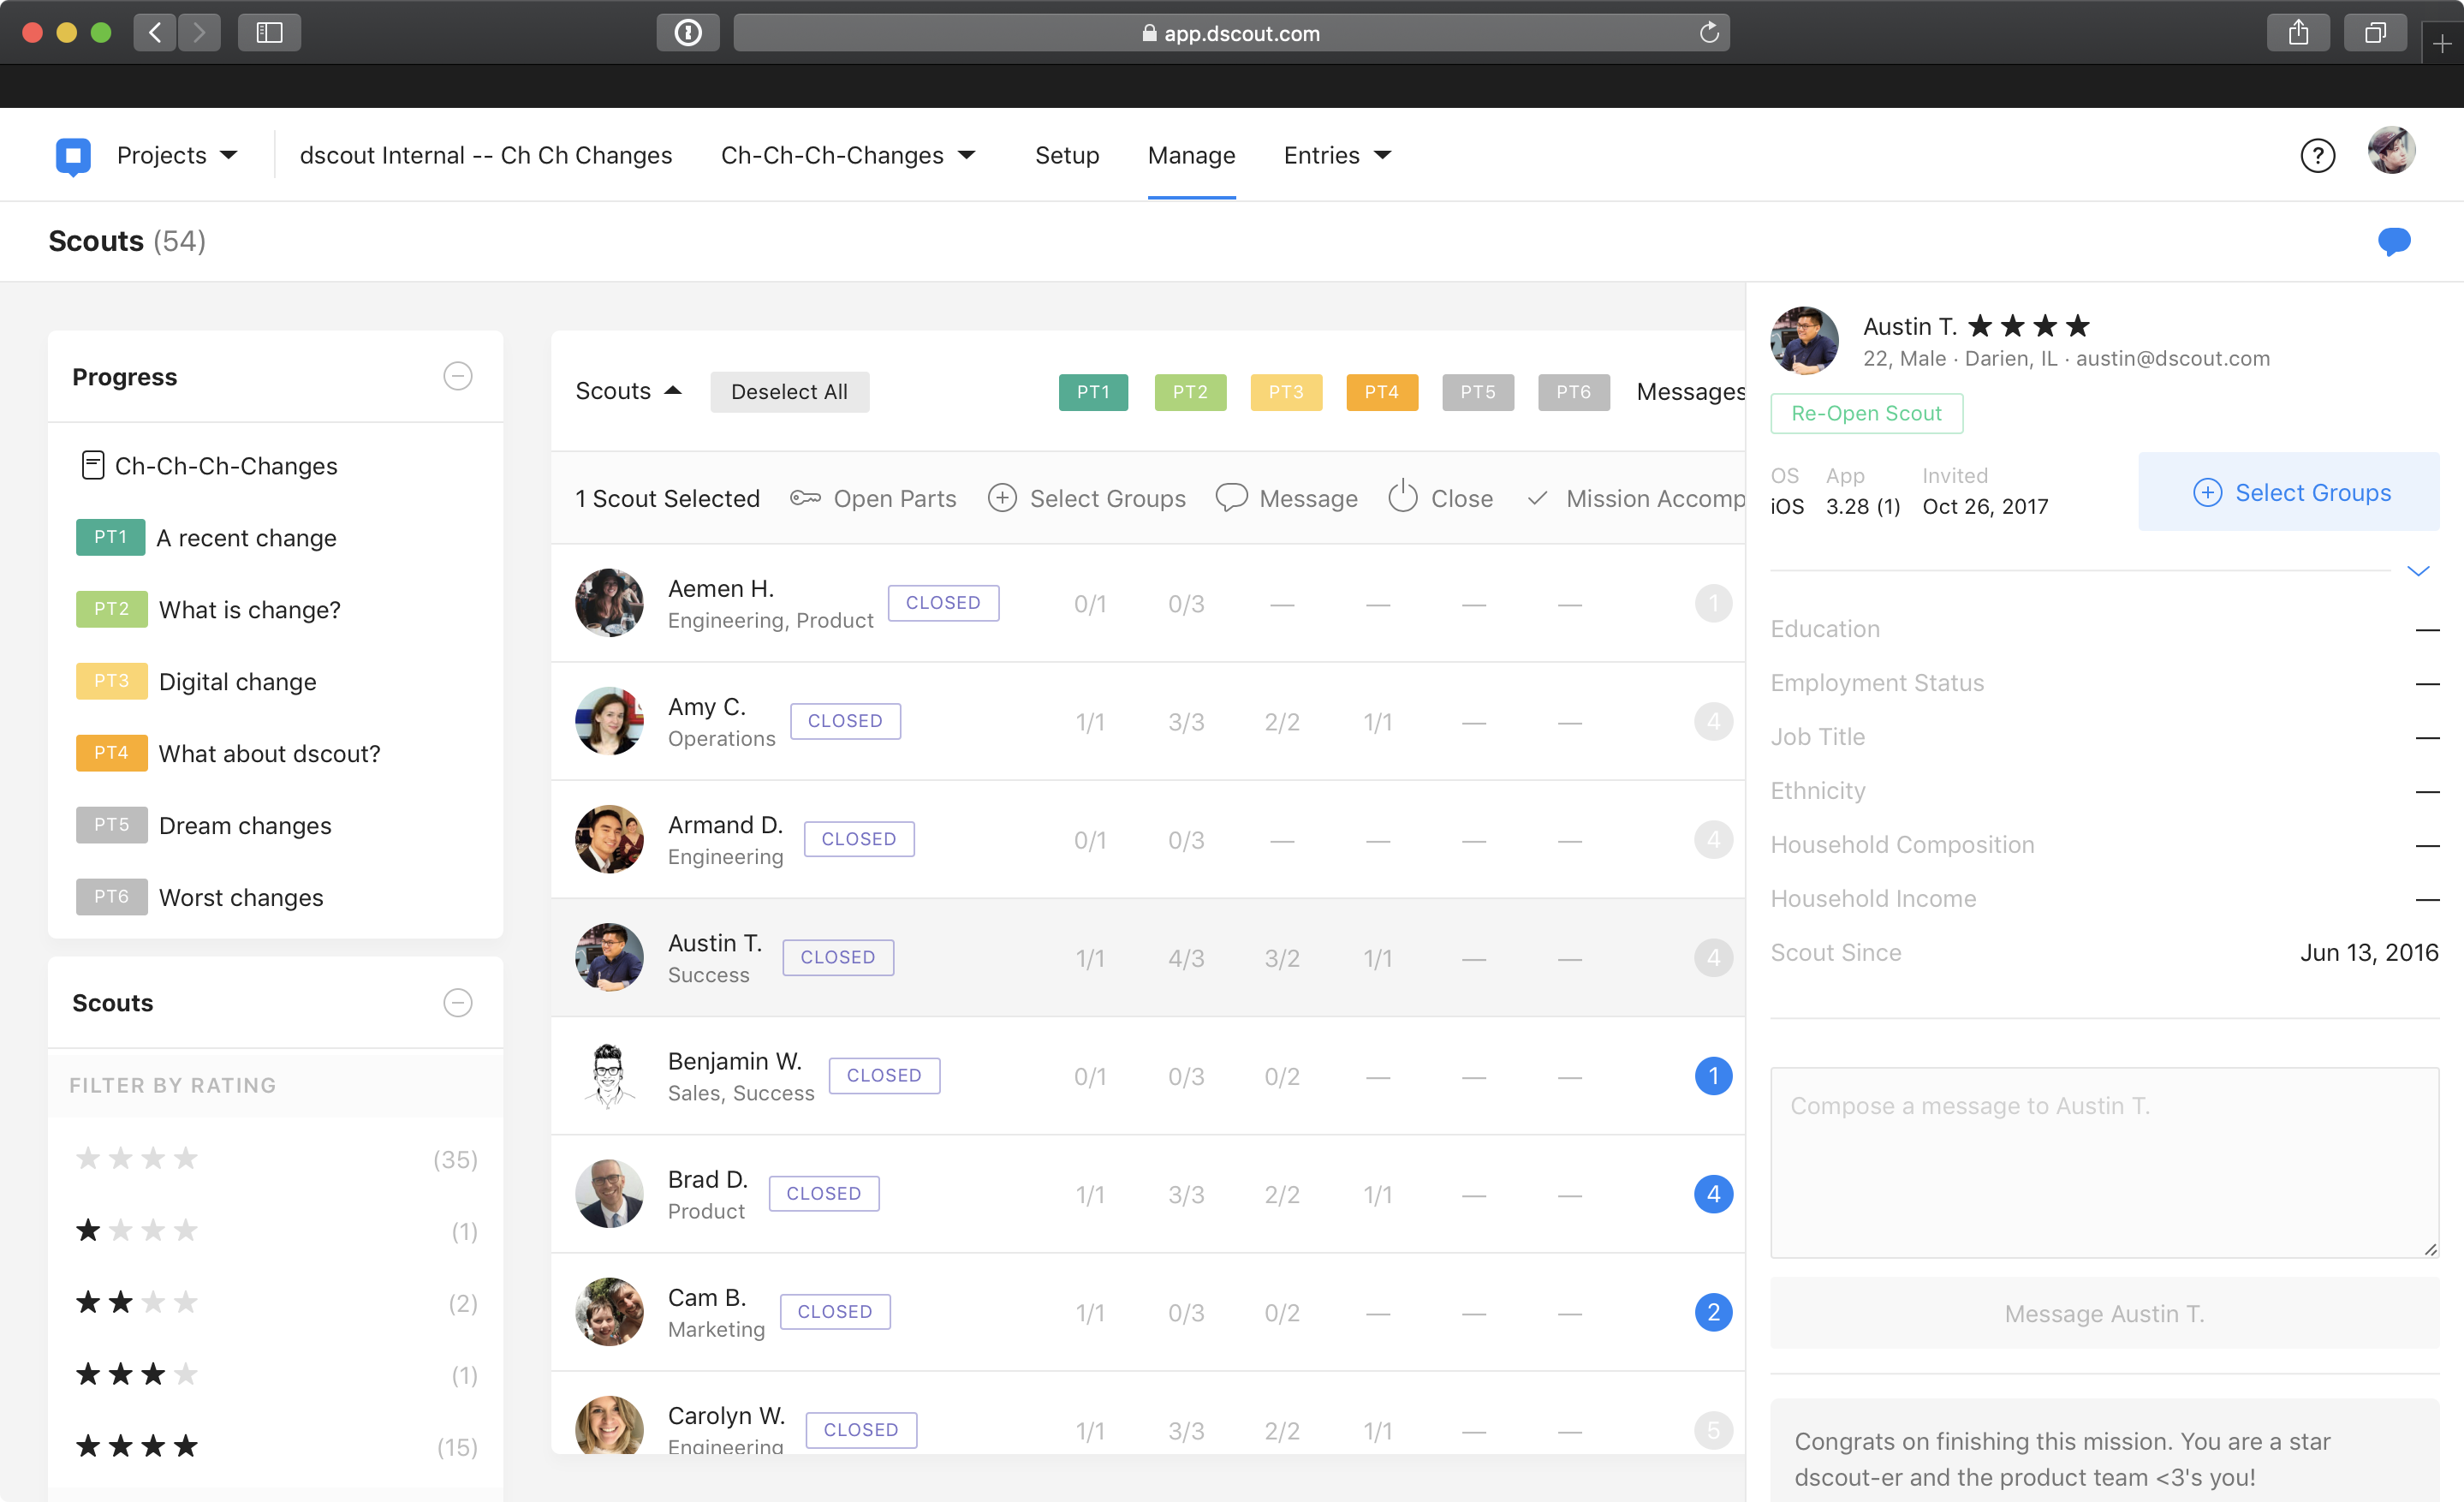 app.dscout.com
Projects
dscout Internal -- Ch Ch Changes
Ch-Ch-Ch-Changes
Setup
Manage
Entries
?
Scouts (54)
Progress
Ch-Ch-Ch-Changes
PT1 A recent change
PT2 What is change?
PT3 Digital change
PT4 What about dscout?
PT5 Dream changes
PT6 Worst changes
Scouts
FILTER BY RATING
(35)
(1)
(2)
(1)
(15)
Scouts Deselect All PT1 PT2 PT3 PT4 PT5 PT6 Messages
1 Scout Selected Open Parts Select Groups Message Close Mission Accomp
Aemen H. CLOSED 0/1 0/3 — — — — 1
Engineering, Product
Amy C. CLOSED 1/1 3/3 2/2 1/1 — — 4
Operations
Armand D. CLOSED 0/1 0/3 — — — — 4
Engineering
Austin T. CLOSED 1/1 4/3 3/2 1/1 — — 4
Success
Benjamin W. CLOSED 0/1 0/3 0/2 — — — 1
Sales, Success
Brad D. CLOSED 1/1 3/3 2/2 1/1 — — 4
Product
Cam B. CLOSED 1/1 0/3 0/2 — — — 2
Marketing
Carolyn W. CLOSED 1/1 3/3 2/2 1/1 — — 5
Engineering
Austin T. ★ ★ ★ ★
22, Male · Darien, IL · austin@dscout.com
Re-Open Scout
OS App Invited
iOS 3.28 (1) Oct 26, 2017
Select Groups
Education —
Employment Status —
Job Title —
Ethnicity —
Household Composition —
Household Income —
Scout Since Jun 13, 2016
Compose a message to Austin T.
Message Austin T.
Congrats on finishing this mission. You are a star
dscout-er and the product team <3's you!